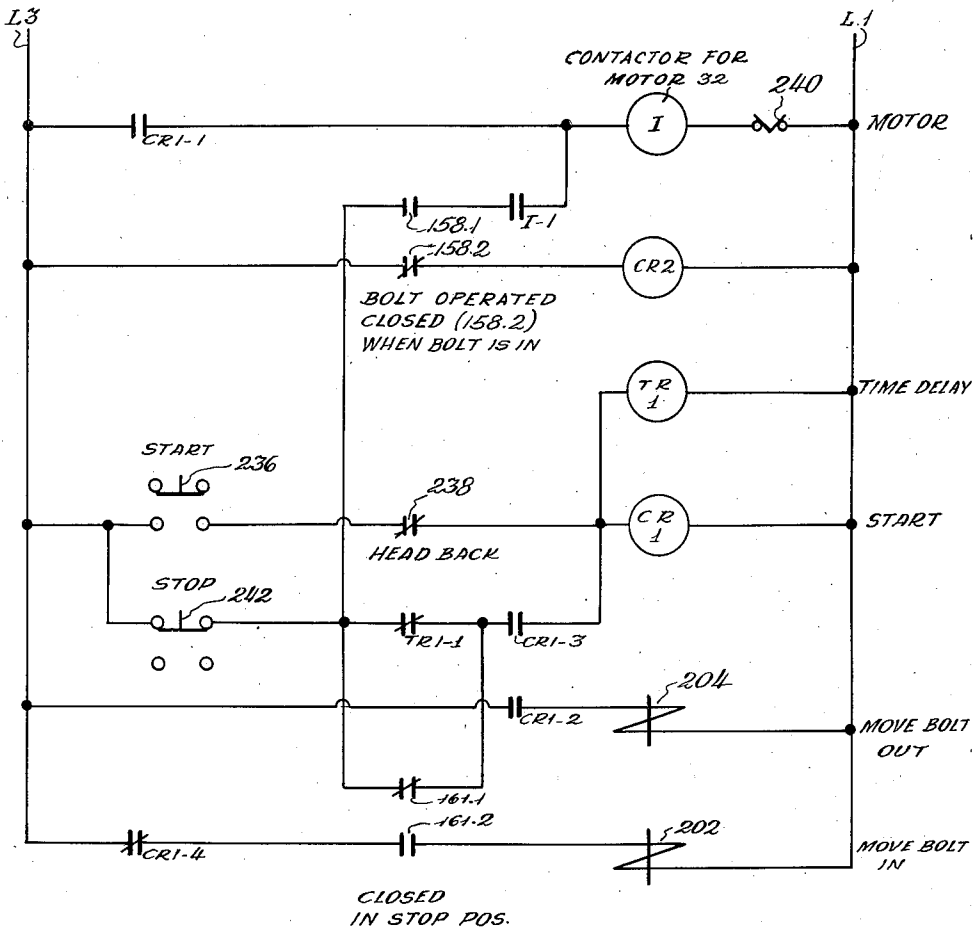 L3
L1
CONTACTOR FOR
MOTOR 32
240
I
MOTOR
CR1-1
158.1
I-1
158.2
CR2
BOLT OPERATED
CLOSED (158.2)
WHEN BOLT IS IN
TR
1
TIME DELAY
START
236
238
CR
1
START
HEAD BACK
STOP
242
TR1-1
CR1-3
204
CR1-2
MOVE BOLT
OUT
161.1
161.2
202
CR1-4
MOVE BOLT
IN
CLOSED
IN STOP POS.